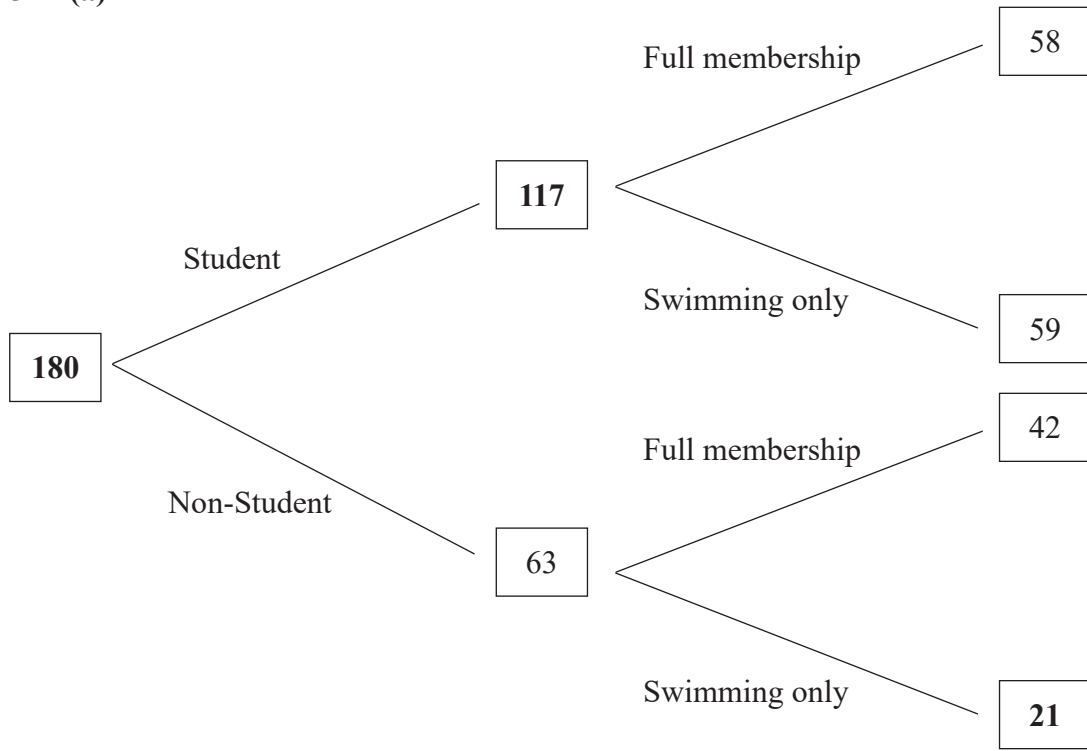 58
Full membership
117
Student
Swimming only
59
180
42
Full membership
Non-Student
63
Swimming only
21